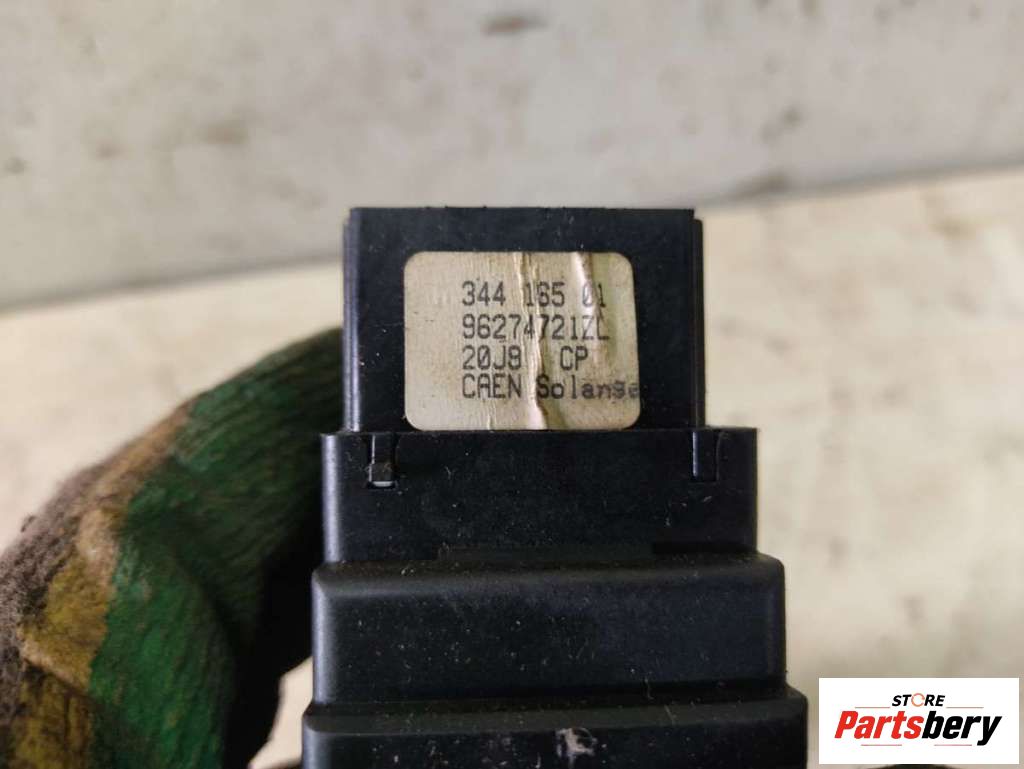 344 165 01
96274721ZL
20J8 CP
CAEN Solange
STORE
Partsbery